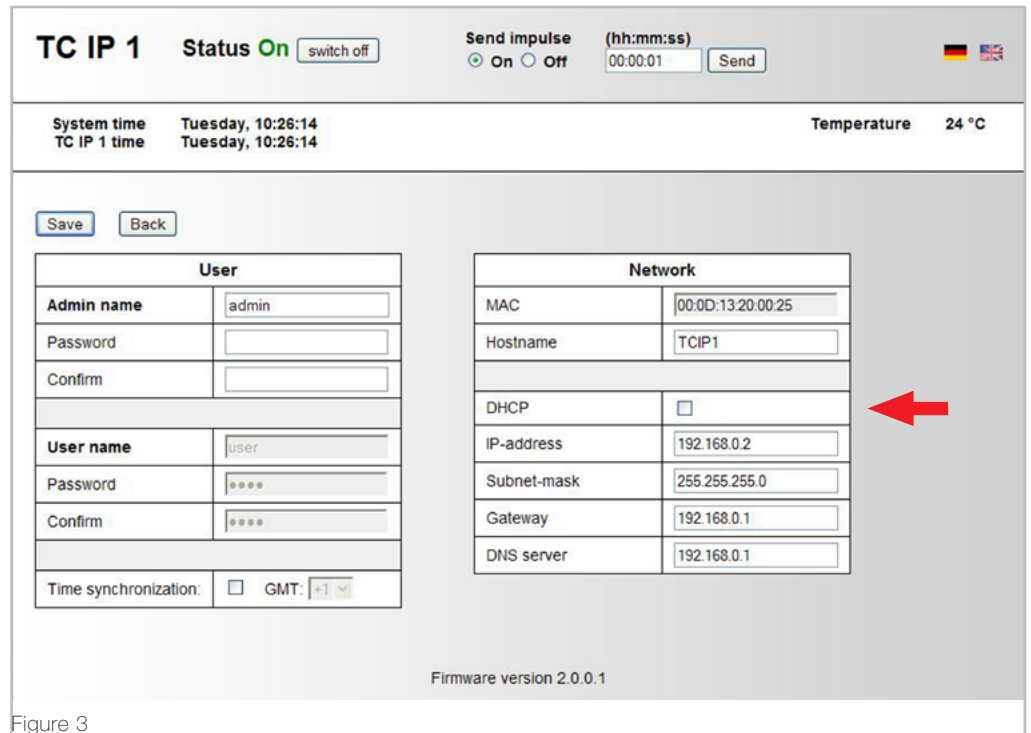 TC IP 1 Status On switch off Send impulse (hh:mm:ss)
On Off 00:00:01 Send
System time Tuesday, 10:26:14 Temperature 24 °C
TC IP 1 time Tuesday, 10:26:14
Save Back
User
Admin name admin
Password
Confirm
User name user
Password ••••
Confirm ••••
Time synchronization: GMT: +1
Network
MAC 00:0D:13:20:00:25
Hostname TCIP1
DHCP
IP-address 192.168.0.2
Subnet-mask 255.255.255.0
Gateway 192.168.0.1
DNS server 192.168.0.1
Firmware version 2.0.0.1
Figure 3